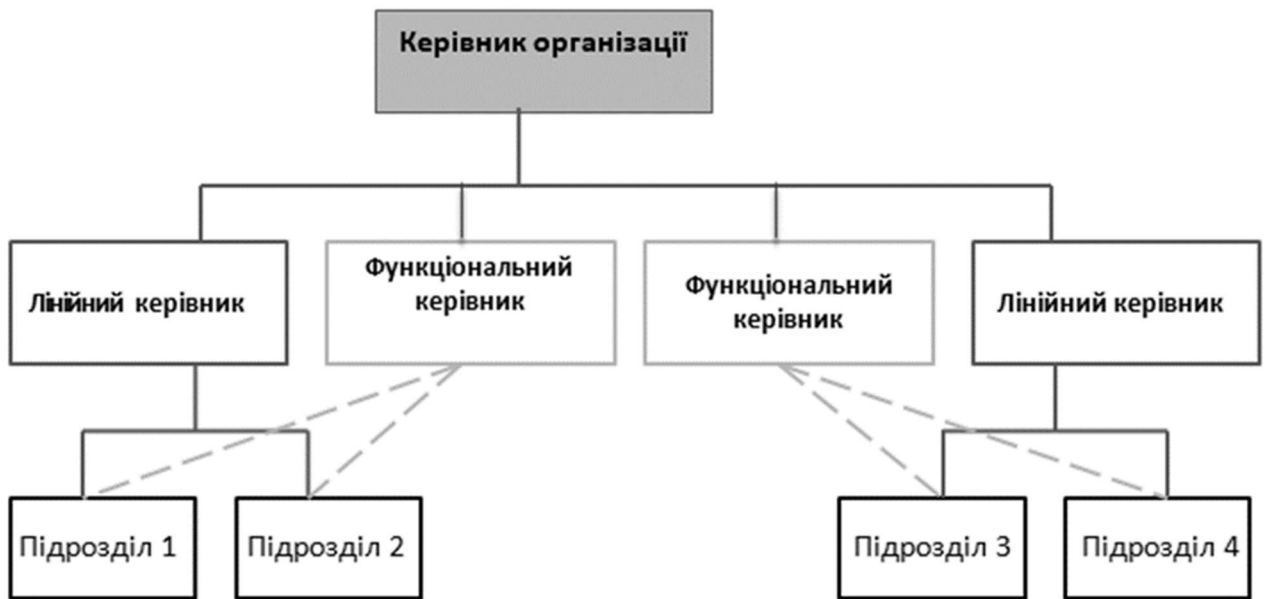 Керівник організації
Лінійний керівник
Функціональний
керівник
Функціональний
керівник
Лінійний керівник
Підрозділ 1
Підрозділ 2
Підрозділ 3
Підрозділ 4